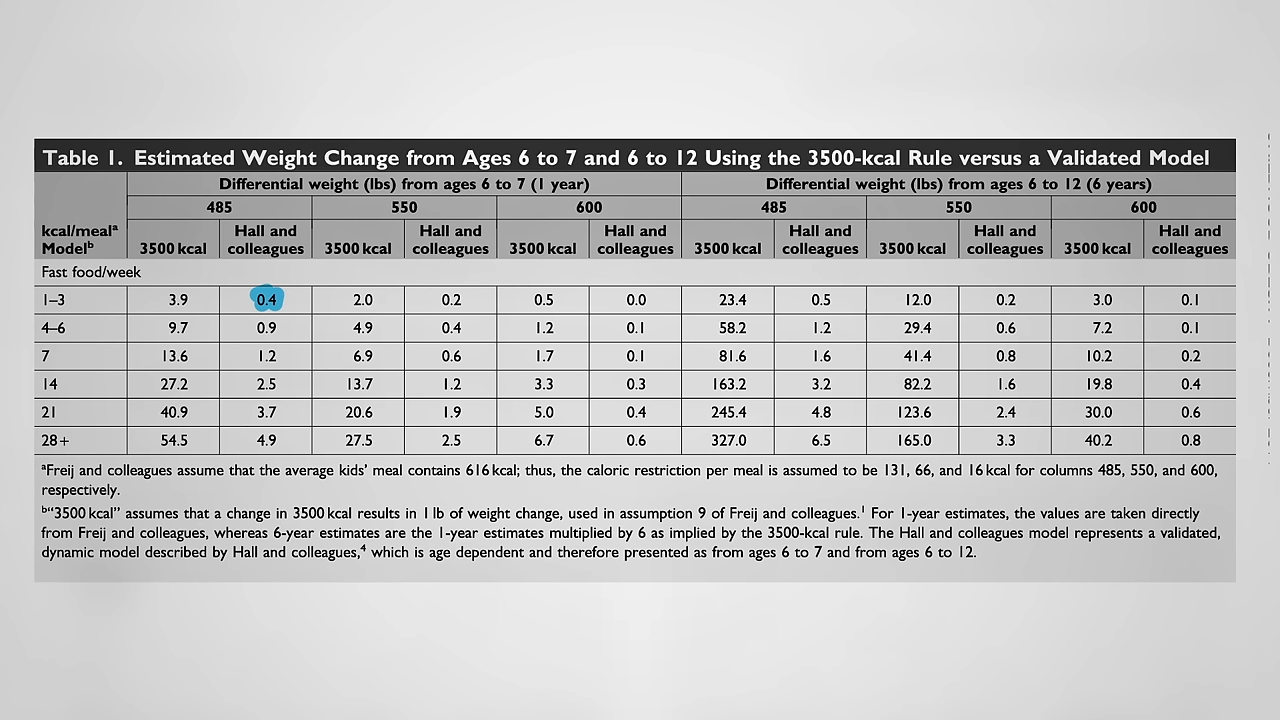 Table 1. Estimated Weight Change from Ages 6 to 7 and 6 to 12 Using the 3500-kcal Rule versus a Validated Model
Differential weight (lbs) from ages 6 to 7 (1 year) Differential weight (lbs) from ages 6 to 12 (6 years)
485 550 600 485 550 600
kcal/mealᵃ Modelᵇ 3500 kcal Hall and colleagues 3500 kcal Hall and colleagues 3500 kcal Hall and colleagues 3500 kcal Hall and colleagues 3500 kcal Hall and colleagues 3500 kcal Hall and colleagues
Fast food/week
1–3 3.9 0.4 2.0 0.2 0.5 0.0 23.4 0.5 12.0 0.2 3.0 0.1
4–6 9.7 0.9 4.9 0.4 1.2 0.1 58.2 1.2 29.4 0.6 7.2 0.1
7 13.6 1.2 6.9 0.6 1.7 0.1 81.6 1.6 41.4 0.8 10.2 0.2
14 27.2 2.5 13.7 1.2 3.3 0.3 163.2 3.2 82.2 1.6 19.8 0.4
21 40.9 3.7 20.6 1.9 5.0 0.4 245.4 4.8 123.6 2.4 30.0 0.6
28+ 54.5 4.9 27.5 2.5 6.7 0.6 327.0 6.5 165.0 3.3 40.2 0.8
ᵃFreij and colleagues assume that the average kids' meal contains 616 kcal; thus, the caloric restriction per meal is assumed to be 131, 66, and 16 kcal for columns 485, 550, and 600,
respectively.
ᵇ"3500 kcal" assumes that a change in 3500 kcal results in 1 lb of weight change, used in assumption 9 of Freij and colleagues.¹ For 1-year estimates, the values are taken directly
from Freij and colleagues, whereas 6-year estimates are the 1-year estimates multiplied by 6 as implied by the 3500-kcal rule. The Hall and colleagues model represents a validated,
dynamic model described by Hall and colleagues,⁴ which is age dependent and therefore presented as from ages 6 to 7 and from ages 6 to 12.